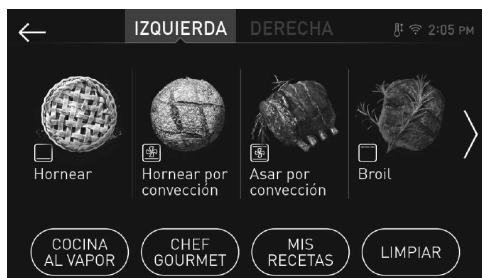 IZQUIERDA DERECHA 2:05 PM
Hornear
Hornear por
convección
Asar por
convección
Broil
COCINA
AL VAPOR
CHEF
GOURMET
MIS
RECETAS
LIMPIAR